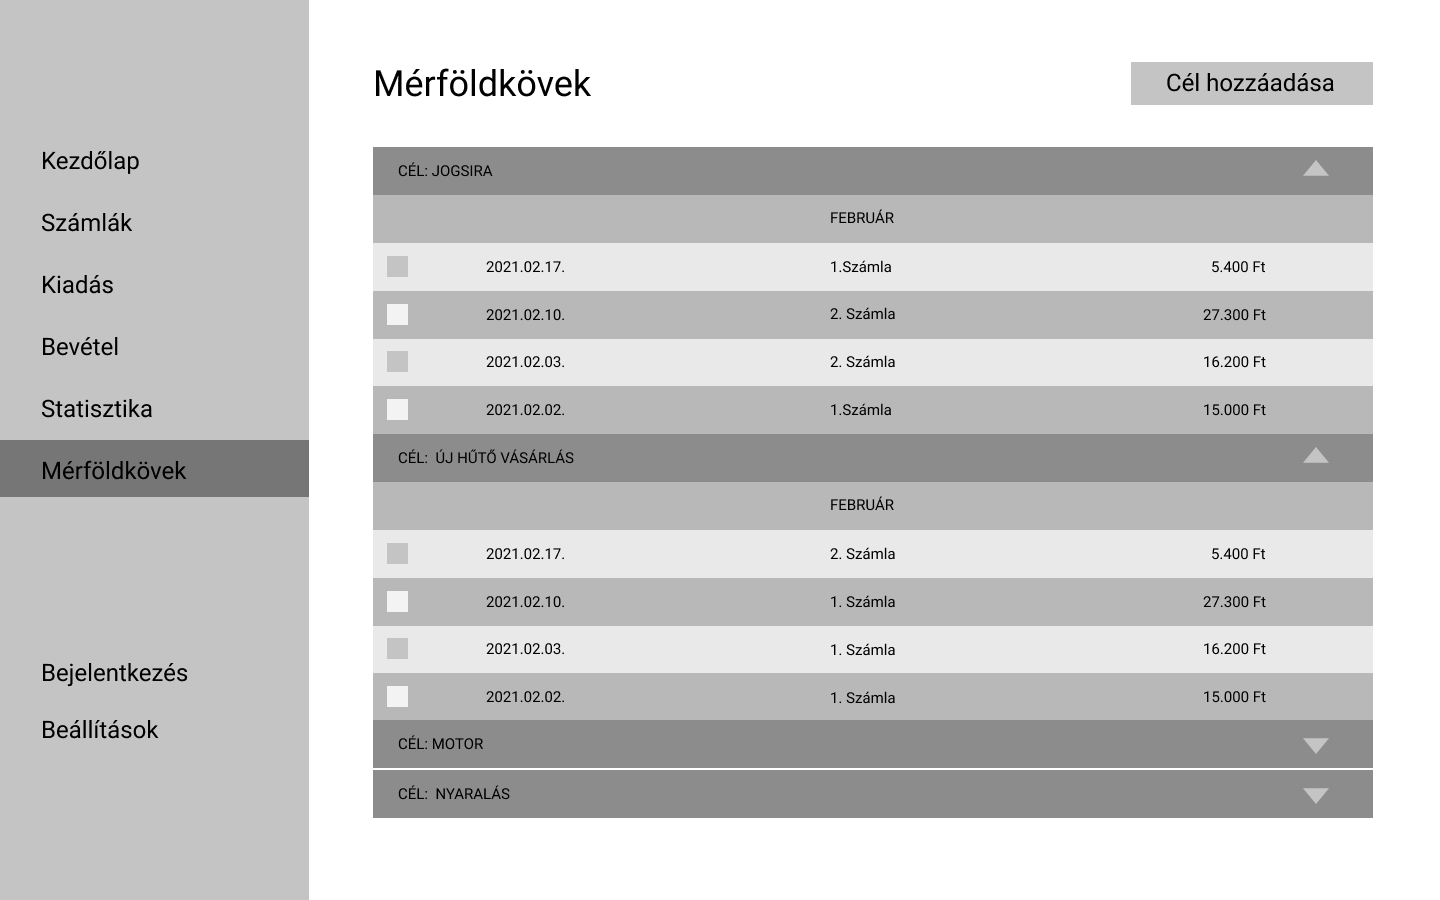 Kezdőlap
Számlák
Kiadás
Bevétel
Statisztika
Mérföldkövek
Bejelentkezés
Beállítások
Mérföldkövek
Cél hozzáadása
CÉL: JOGSIRA
FEBRUÁR
2021.02.17. 1.Számla 5.400 Ft
2021.02.10. 2. Számla 27.300 Ft
2021.02.03. 2. Számla 16.200 Ft
2021.02.02. 1.Számla 15.000 Ft
CÉL: ÚJ HŰTŐ VÁSÁRLÁS
FEBRUÁR
2021.02.17. 2. Számla 5.400 Ft
2021.02.10. 1. Számla 27.300 Ft
2021.02.03. 1. Számla 16.200 Ft
2021.02.02. 1. Számla 15.000 Ft
CÉL: MOTOR
CÉL: NYARALÁS